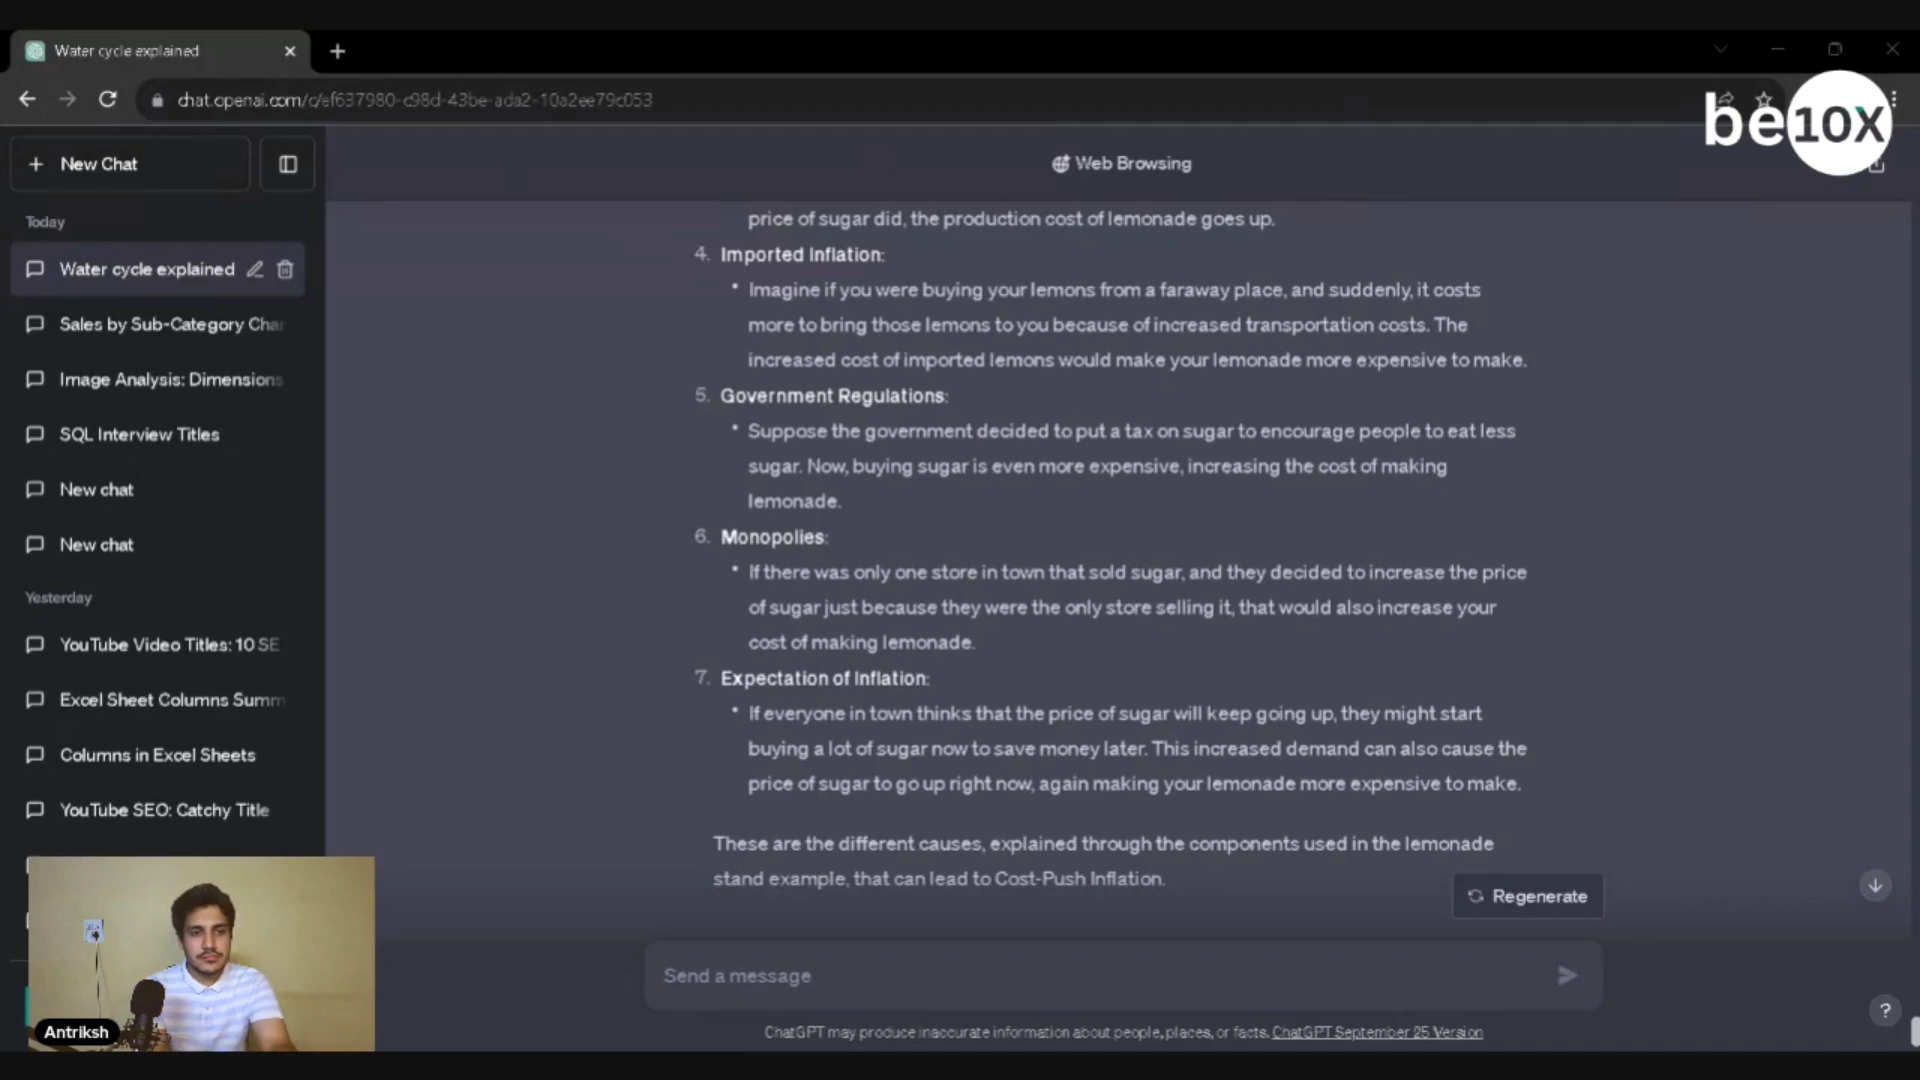 Water cycle explained
chat.openai.com/c/ef637980-c98d-43be-ada2-10a2ee79c053
be10X
New Chat
Web Browsing
Today
Water cycle explained
Sales by Sub-Category Char
Image Analysis: Dimensions
SQL Interview Titles
New chat
New chat
Yesterday
YouTube Video Titles: 10 SE
Excel Sheet Columns Summ
Columns in Excel Sheets
YouTube SEO: Catchy Title
price of sugar did, the production cost of lemonade goes up.
4. Imported Inflation:
• Imagine if you were buying your lemons from a faraway place, and suddenly, it costs
more to bring those lemons to you because of increased transportation costs. The
increased cost of imported lemons would make your lemonade more expensive to make.
5. Government Regulations:
• Suppose the government decided to put a tax on sugar to encourage people to eat less
sugar. Now, buying sugar is even more expensive, increasing the cost of making
lemonade.
6. Monopolies:
• If there was only one store in town that sold sugar, and they decided to increase the price
of sugar just because they were the only store selling it, that would also increase your
cost of making lemonade.
7. Expectation of Inflation:
• If everyone in town thinks that the price of sugar will keep going up, they might start
buying a lot of sugar now to save money later. This increased demand can also cause the
price of sugar to go up right now, again making your lemonade more expensive to make.
These are the different causes, explained through the components used in the lemonade
stand example, that can lead to Cost-Push Inflation.
Regenerate
Send a message
ChatGPT may produce inaccurate information about people, places, or facts. ChatGPT September 25 Version
?
Antriksh